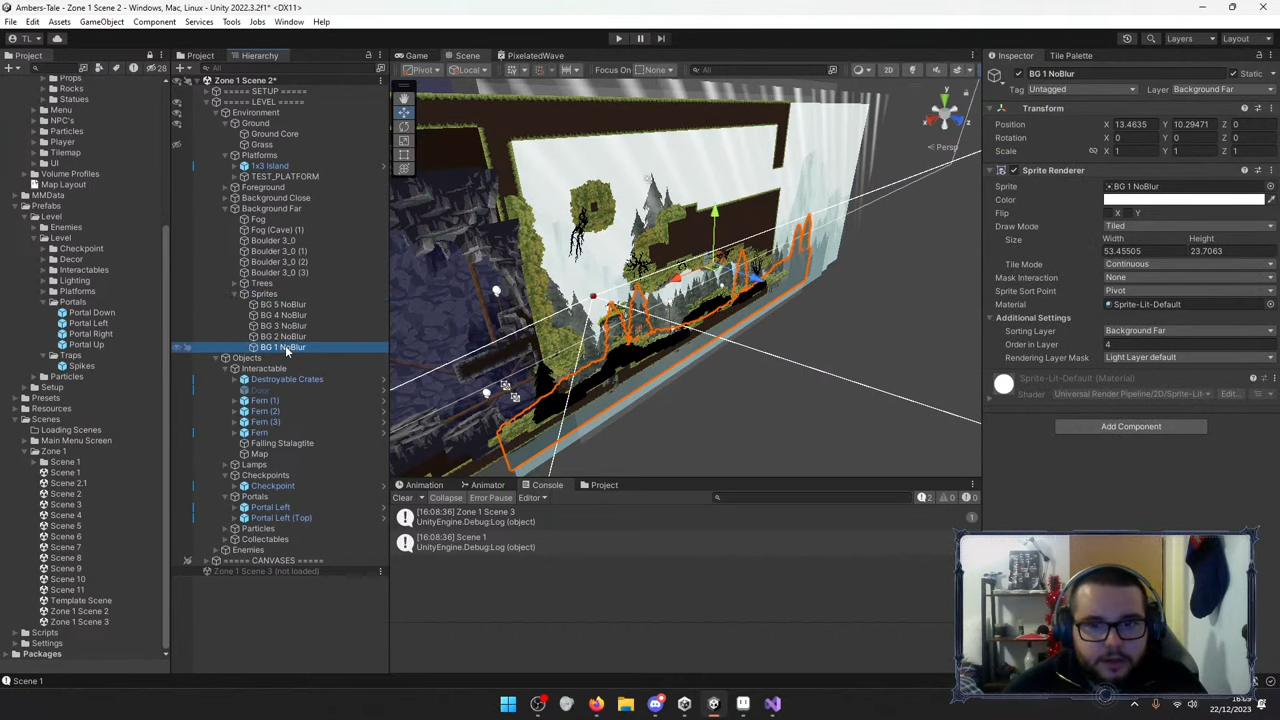 Ambers-Tale - Zone 1 Scene 2 - Windows, Mac, Linux - Unity 2022.3.2f1* <DX11>
File Edit Assets GameObject Component Services Tools Jobs Window Help
TL Layers Layout
Project
28
Props
Rocks
Statues
Menu
NPC's
Particles
Player
Tilemap
UI
Volume Profiles
Map Layout
MMData
Prefabs
Level
Enemies
Level
Checkpoint
Decor
Interactables
Lighting
Platforms
Portals
Portal Down
Portal Left
Portal Right
Portal Up
Traps
Spikes
Particles
Setup
Presets
Resources
Scenes
Loading Scenes
Main Menu Screen
Zone 1
Scene 1
Scene 1
Scene 2.1
Scene 2
Scene 3
Scene 4
Scene 5
Scene 6
Scene 7
Scene 8
Scene 9
Scene 10
Scene 11
Template Scene
Zone 1 Scene 2
Zone 1 Scene 3
Scripts
Settings
Packages
Project Hierarchy
All
Zone 1 Scene 2*
===== SETUP =====
===== LEVEL =====
Environment
Ground
Ground Core
Grass
Platforms
1x3 Island
TEST_PLATFORM
Foreground
Background Close
Background Far
Fog
Fog (Cave) (1)
Boulder 3_0
Boulder 3_0 (1)
Boulder 3_0 (2)
Boulder 3_0 (3)
Trees
Sprites
BG 5 NoBlur
BG 4 NoBlur
BG 3 NoBlur
BG 2 NoBlur
BG 1 NoBlur
Objects
Interactable
Destroyable Crates
Door
Fern (1)
Fern (2)
Fern (3)
Fern
Falling Stalagtite
Map
Lamps
Checkpoints
Checkpoint
Portals
Portal Left
Portal Left (Top)
Particles
Collectables
Enemies
===== CANVASES =====
Zone 1 Scene 3 (not loaded)
Game Scene PixelatedWave
Pivot Local Focus On None All 2D
y
Persp
Animation Animator Console Project
Clear Collapse Error Pause Editor 2 0 0
[16:08:36] Zone 1 Scene 3
UnityEngine.Debug:Log (object)
1
[16:08:36] Scene 1
UnityEngine.Debug:Log (object)
Inspector Tile Palette
BG 1 NoBlur Static
Tag Untagged Layer Background Far
Transform
Position X 13.4635 Y 10.29471 Z 0
Rotation X 0 Y 0 Z 0
Scale X 1 Y 1 Z 1
Sprite Renderer
Sprite BG 1 NoBlur
Color
Flip X Y
Draw Mode Tiled
Size Width Height
53.45505 23.7063
Tile Mode Continuous
Mask Interaction None
Sprite Sort Point Pivot
Material Sprite-Lit-Default
Additional Settings
Sorting Layer Background Far
Order in Layer 4
Rendering Layer Mask Light Layer default
Sprite-Lit-Default (Material)
Shader Universal Render Pipeline/2D/Sprite-Lit- Edit...
Add Component
Scene 1
22/12/2023